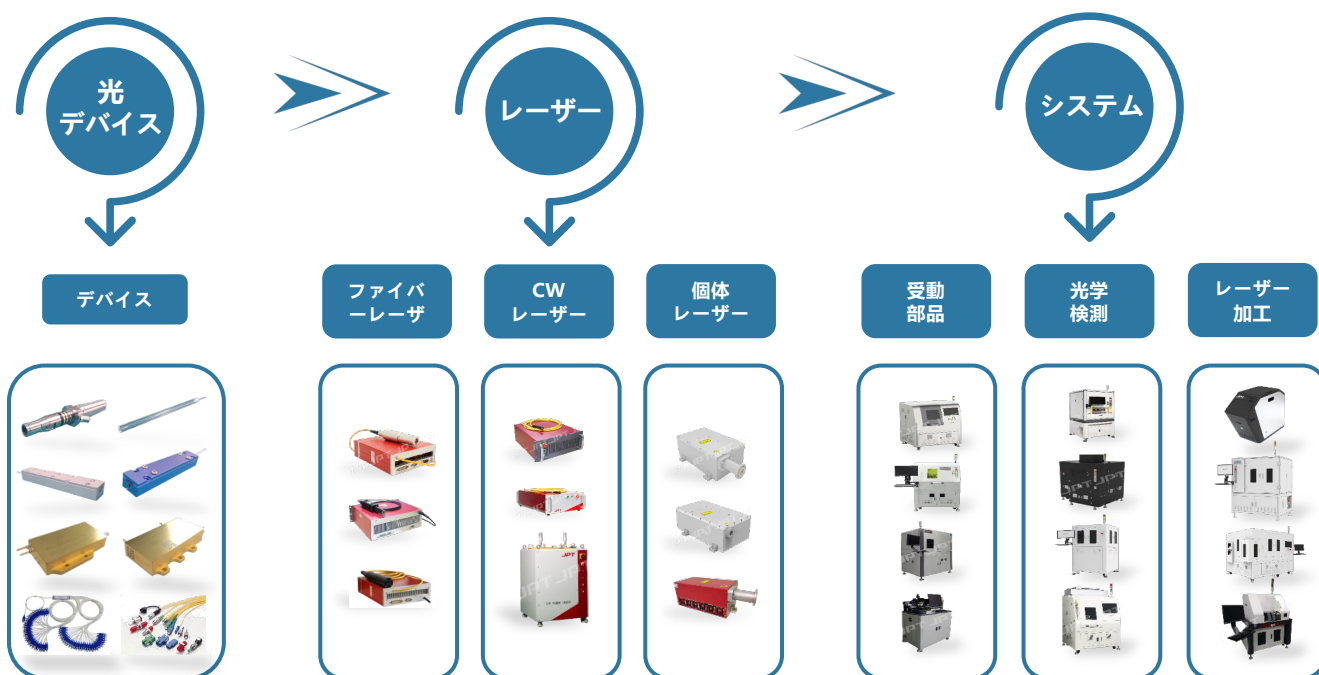 光
デバイス
レーザー
システム
デバイス
ファイバ
ーレーザ
CW
レーザー
個体
レーザー
受動
部品
光学
検測
レーザー
加工
JPT